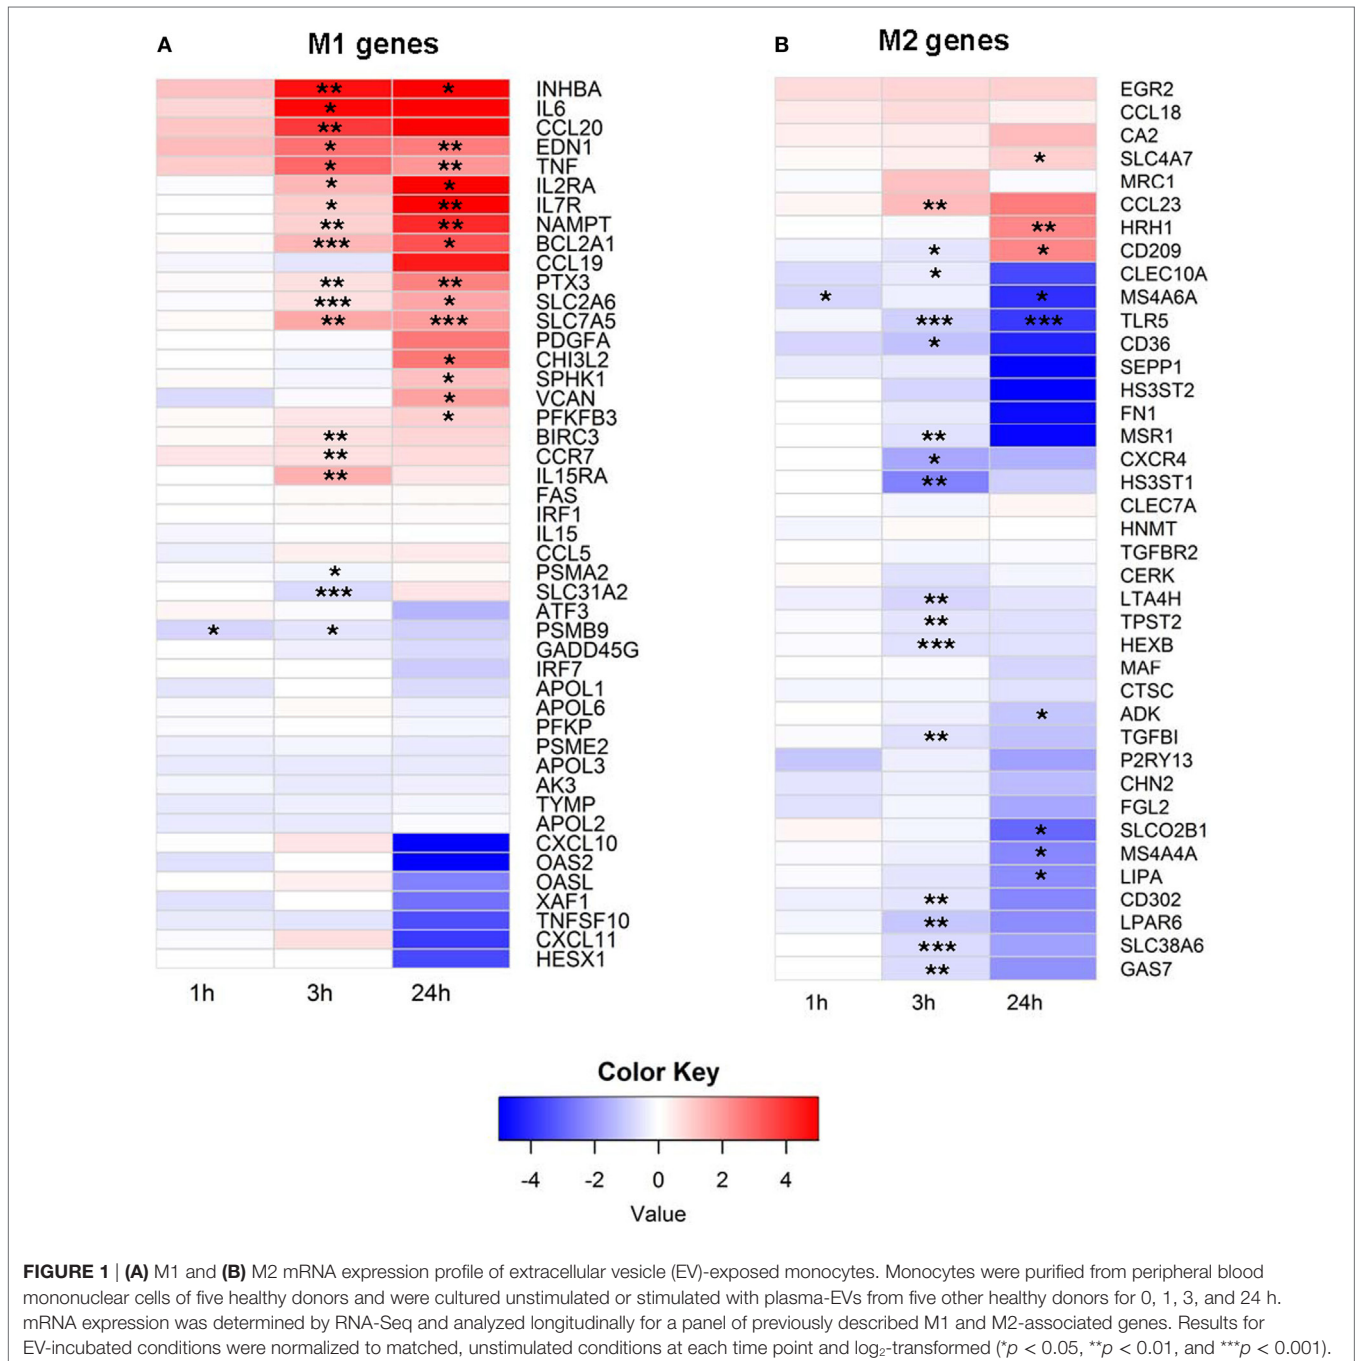 A
M1 genes
** * INHBA
* IL6
** CCL20
* ** EDN1
* ** TNF
* * IL2RA
* ** IL7R
** ** NAMPT
*** * BCL2A1
CCL19
** ** PTX3
*** * SLC2A6
** *** SLC7A5
PDGFA
* CHI3L2
* SPHK1
* VCAN
* PFKFB3
** BIRC3
** CCR7
** IL15RA
FAS
IRF1
IL15
CCL5
* PSMA2
*** SLC31A2
ATF3
* * PSMB9
GADD45G
IRF7
APOL1
APOL6
PFKP
PSME2
APOL3
AK3
TYMP
APOL2
CXCL10
OAS2
OASL
XAF1
TNFSF10
CXCL11
HESX1
1h 3h 24h
B
M2 genes
EGR2
CCL18
CA2
* SLC4A7
MRC1
** CCL23
** HRH1
* * CD209
* CLEC10A
* * MS4A6A
*** *** TLR5
* CD36
SEPP1
HS3ST2
FN1
** MSR1
* CXCR4
** HS3ST1
CLEC7A
HNMT
TGFBR2
CERK
** LTA4H
** TPST2
*** HEXB
MAF
CTSC
* ADK
** TGFBI
P2RY13
CHN2
FGL2
* SLCO2B1
* MS4A4A
* LIPA
** CD302
** LPAR6
*** SLC38A6
** GAS7
1h 3h 24h
Color Key
-4 -2 0 2 4
Value
FIGURE 1 | (A) M1 and (B) M2 mRNA expression profile of extracellular vesicle (EV)-exposed monocytes. Monocytes were purified from peripheral blood
mononuclear cells of five healthy donors and were cultured unstimulated or stimulated with plasma-EVs from five other healthy donors for 0, 1, 3, and 24 h.
mRNA expression was determined by RNA-Seq and analyzed longitudinally for a panel of previously described M1 and M2-associated genes. Results for
EV-incubated conditions were normalized to matched, unstimulated conditions at each time point and log₂-transformed (*p < 0.05, **p < 0.01, and ***p < 0.001).